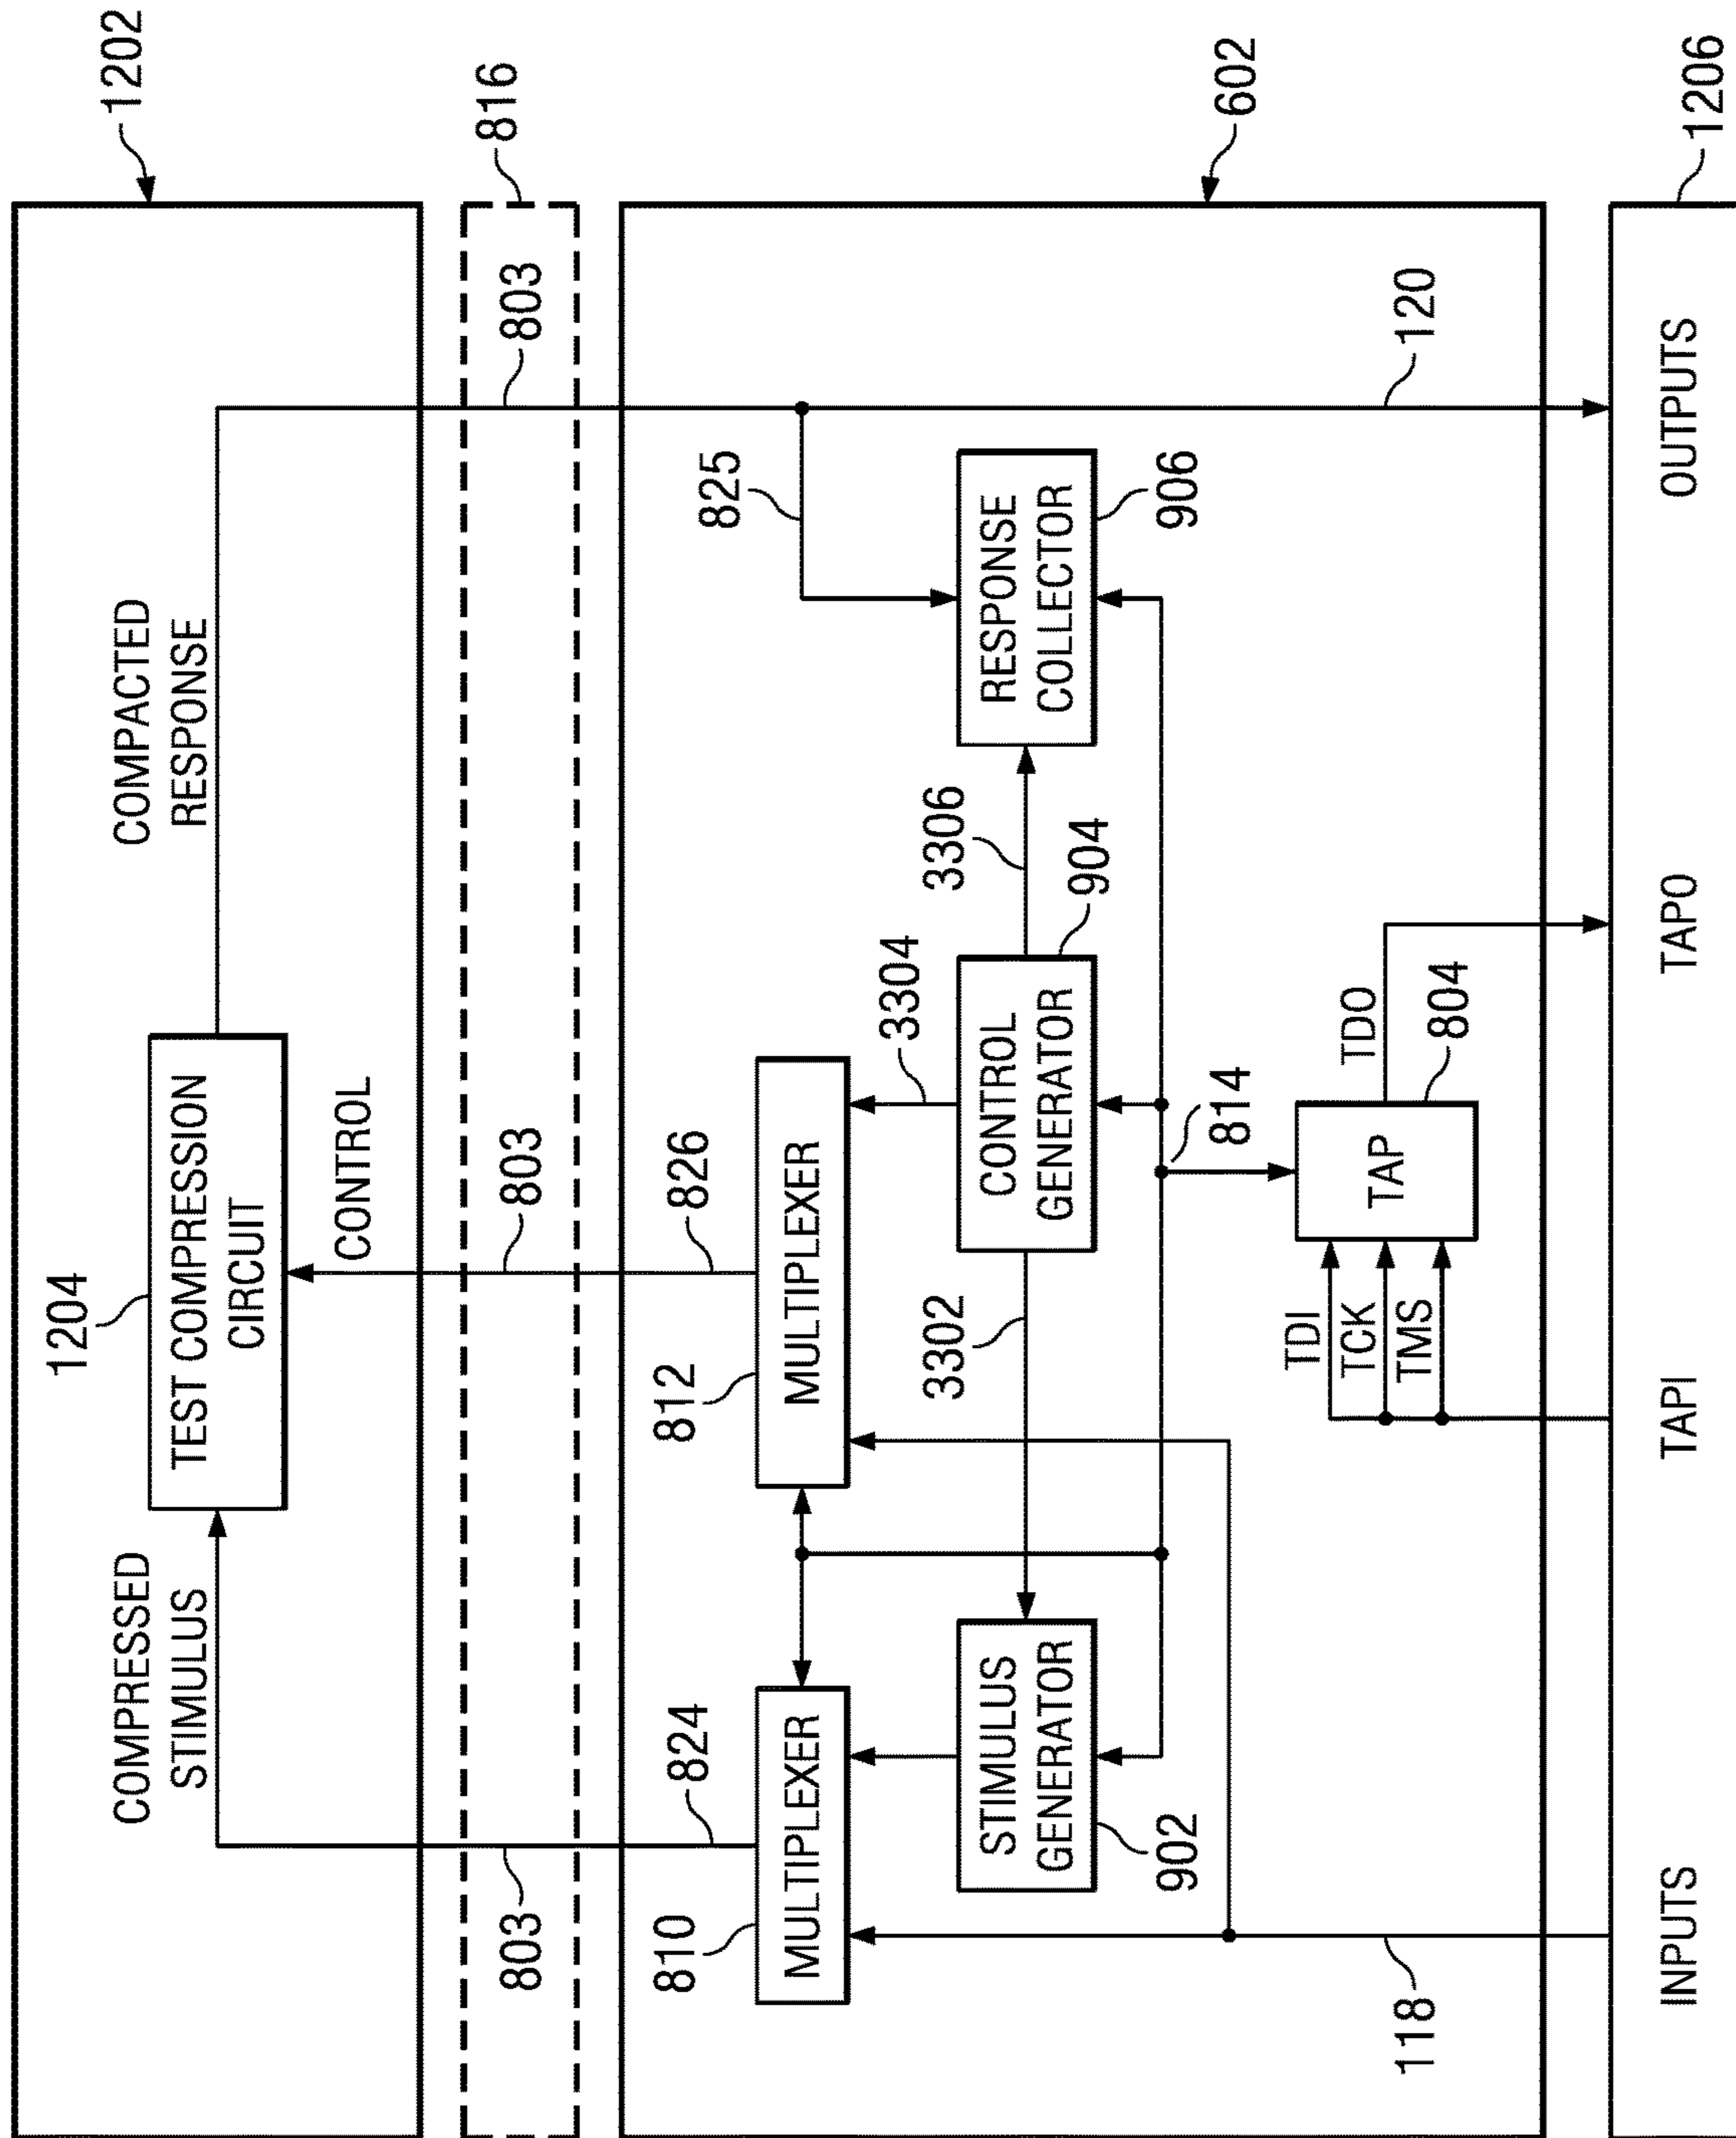 1202
816
602
1206
1204
TEST COMPRESSION
CIRCUIT
COMPRESSED
STIMULUS
CONTROL
COMPACTED
RESPONSE
803
803
803
810
MULTIPLEXER
824
812
MULTIPLEXER
826
825
STIMULUS
GENERATOR
902
3302
3304
CONTROL
GENERATOR
904
3306
RESPONSE
COLLECTOR
906
814
118
TDI
TCK
TMS
TAP
804
TDO
120
INPUTS
TAPI
TAPO
OUTPUTS